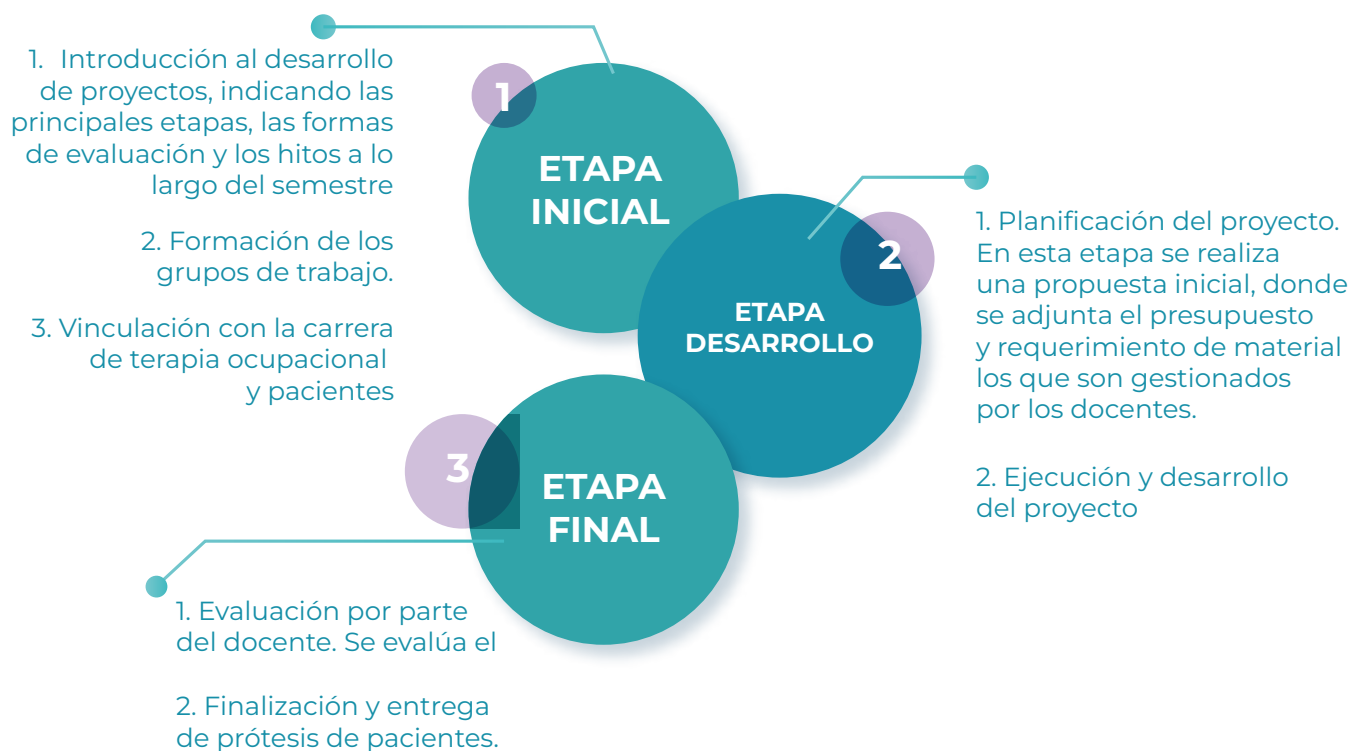 1. Introducción al desarrollo
de proyectos, indicando las
principales etapas, las formas
de evaluación y los hitos a lo
largo del semestre
2. Formación de los
grupos de trabajo.
3. Vinculación con la carrera
de terapia ocupacional
y pacientes
1
ETAPA
INICIAL
2
ETAPA
DESARROLLO
1. Planificación del proyecto.
En esta etapa se realiza
una propuesta inicial, donde
se adjunta el presupuesto
y requerimiento de material
los que son gestionados
por los docentes.
2. Ejecución y desarrollo
del proyecto
3
ETAPA
FINAL
1. Evaluación por parte
del docente. Se evalúa el
2. Finalización y entrega
de prótesis de pacientes.